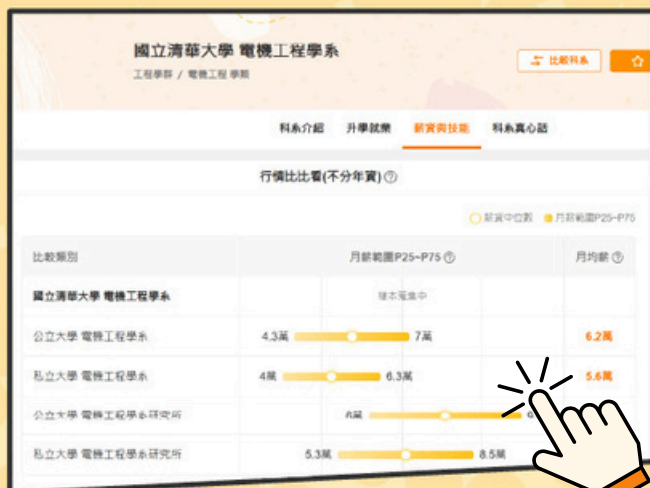 國立清華大學 電機工程學系
工程學群 / 電機工程 學類
比較科系
科系介紹 升學就業 薪資與技能 科系真心話
行情比比看(不分年資)
薪資中位數 月薪範圍P25~P75
比較類別 月薪範圍P25~P75 月均薪
國立清華大學 電機工程學系 樣本蒐集中
公立大學 電機工程學系 4.3萬 7萬 6.2萬
私立大學 電機工程學系 4萬 6.3萬 5.6萬
公立大學 電機工程學系研究所 6萬
私立大學 電機工程學系研究所 5.3萬 8.5萬